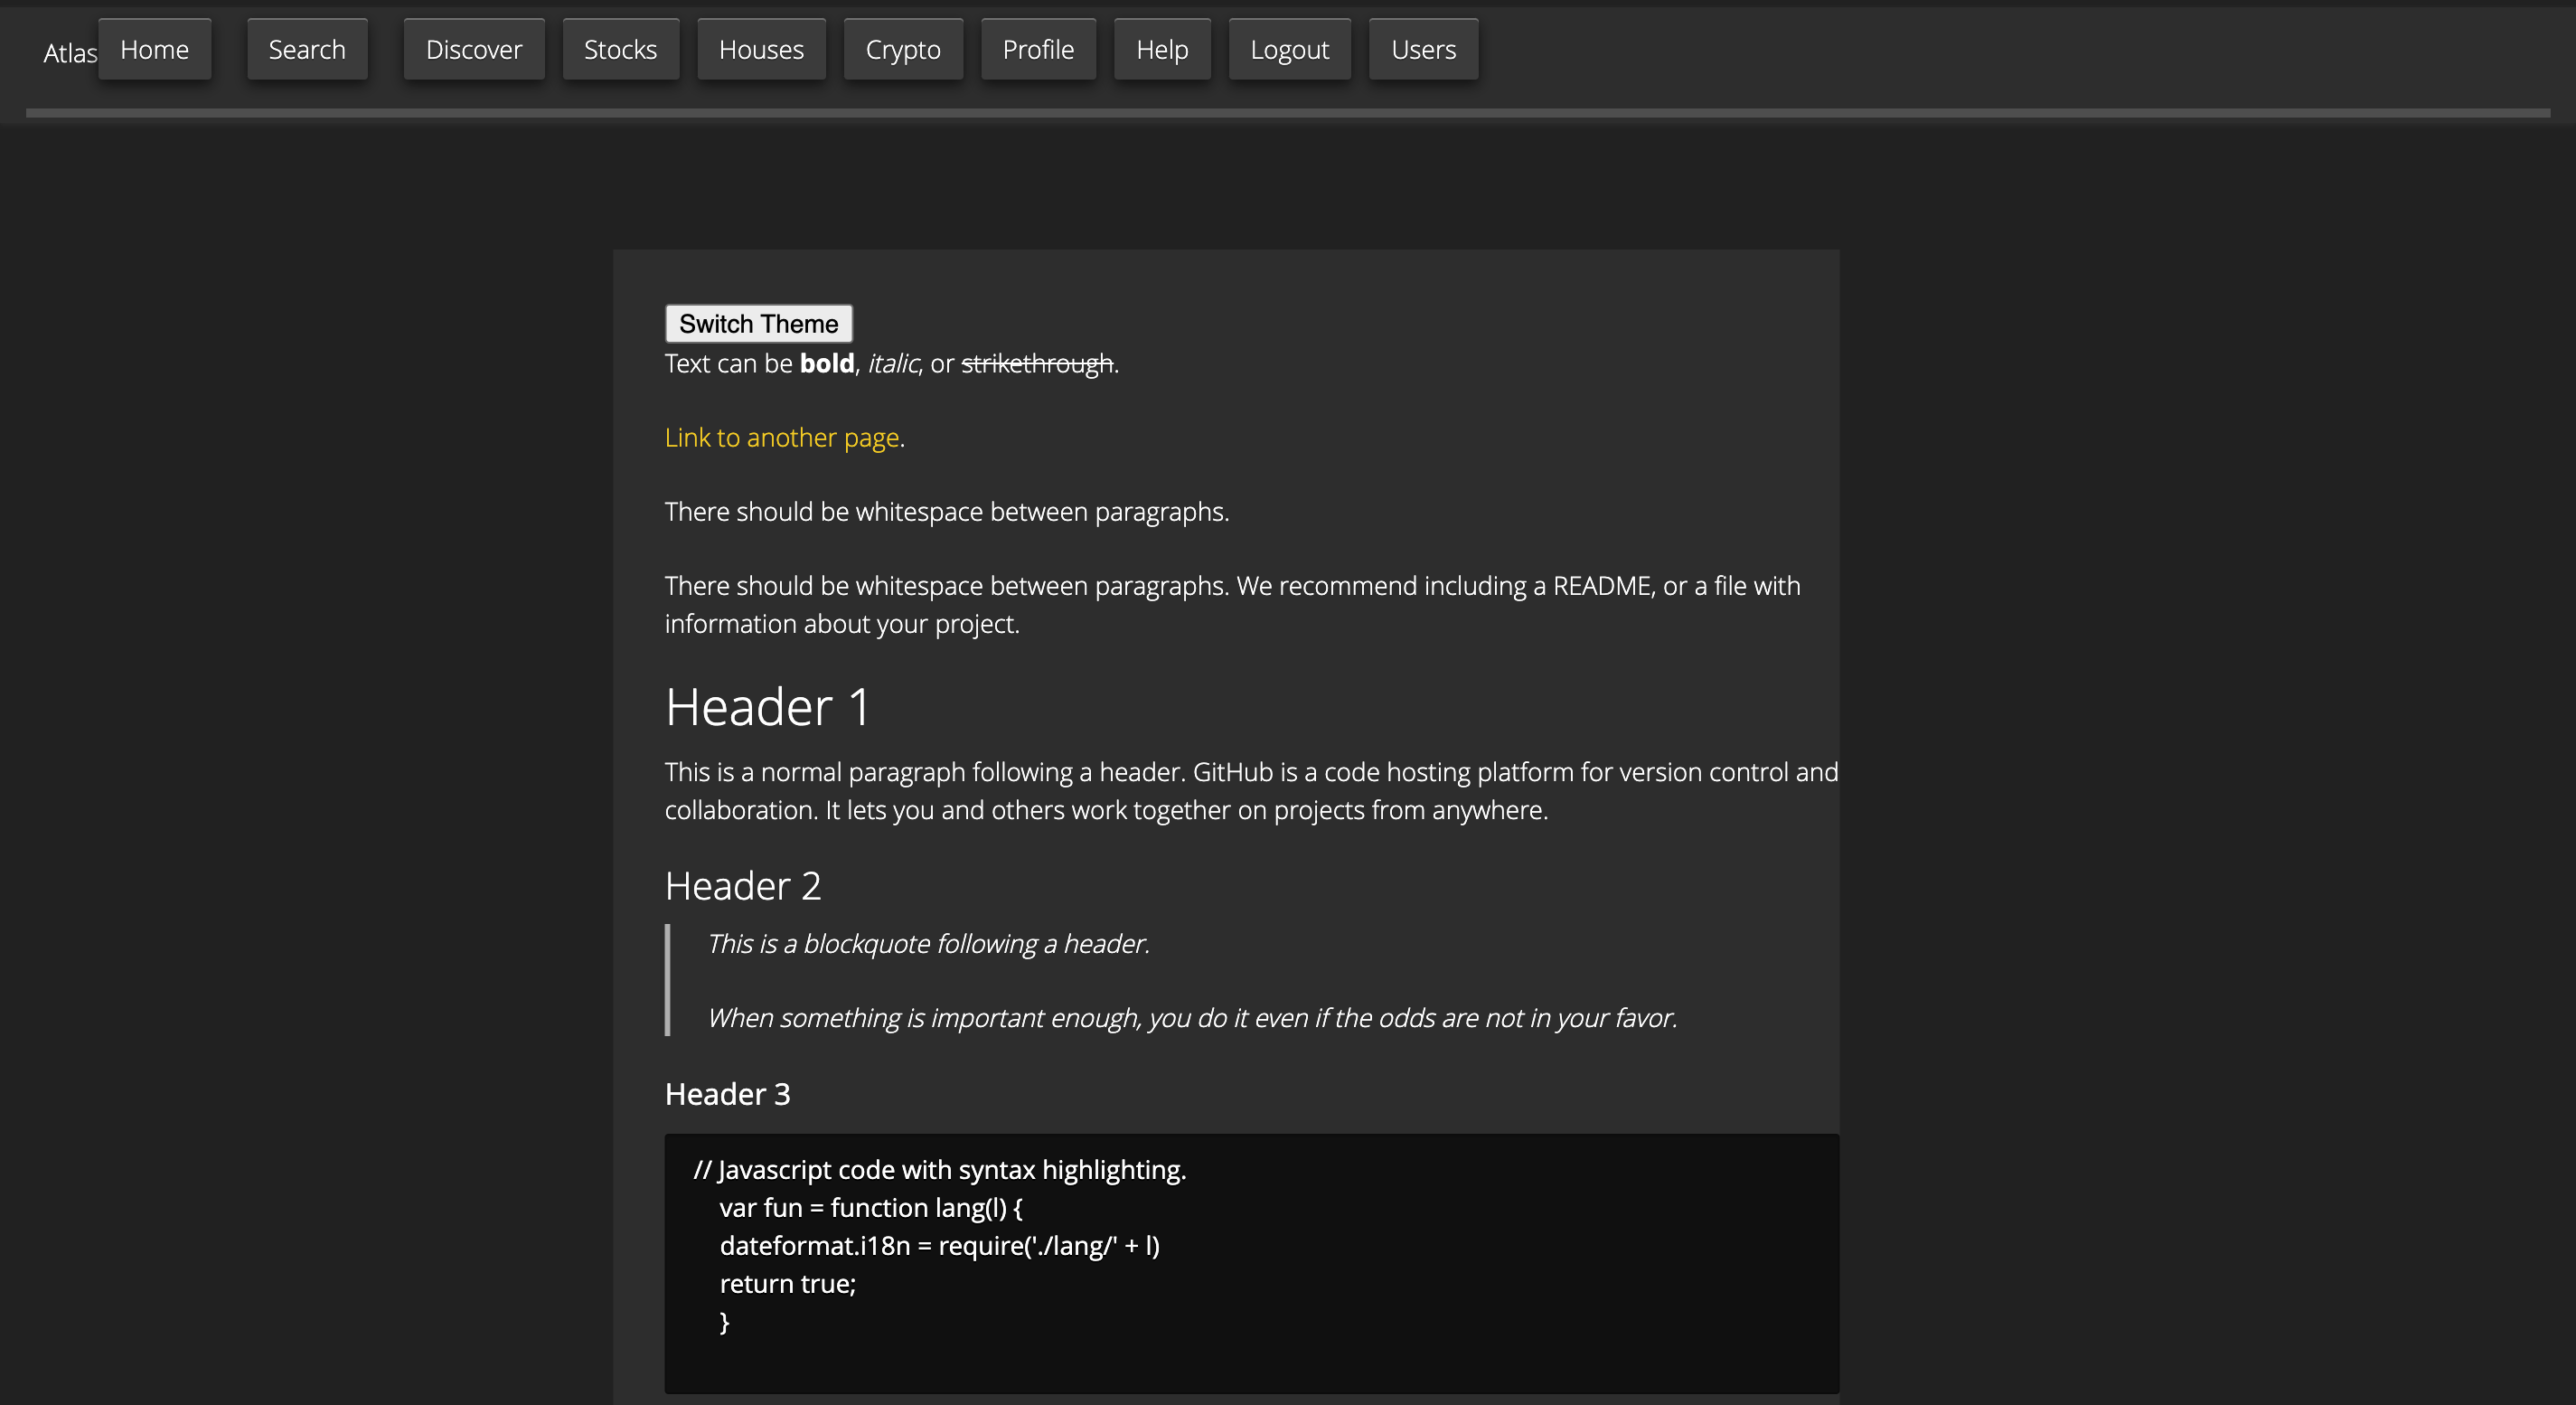 Atlas Home Search Discover Stocks Houses Crypto Profile Help Logout Users
Switch Theme
Text can be bold, italic, or strikethrough.
Link to another page.
There should be whitespace between paragraphs.
There should be whitespace between paragraphs. We recommend including a README, or a file with
information about your project.
Header 1
This is a normal paragraph following a header. GitHub is a code hosting platform for version control and
collaboration. It lets you and others work together on projects from anywhere.
Header 2
This is a blockquote following a header.
When something is important enough, you do it even if the odds are not in your favor.
Header 3
// Javascript code with syntax highlighting.
var fun = function lang(l) {
dateformat.i18n = require('./lang/' + l)
return true;
}